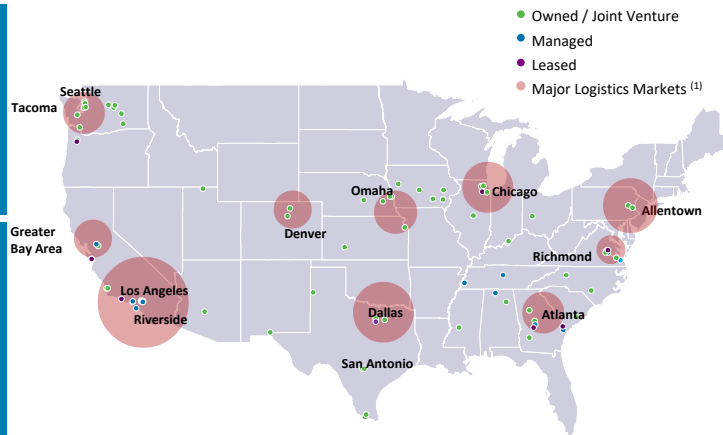 Owned / Joint Venture
Managed
Leased
Major Logistics Markets (1)
Seattle
Tacoma
Omaha
Chicago
Allentown
Denver
Greater
Bay Area
Richmond
Los Angeles
Riverside
Dallas
Atlanta
San Antonio